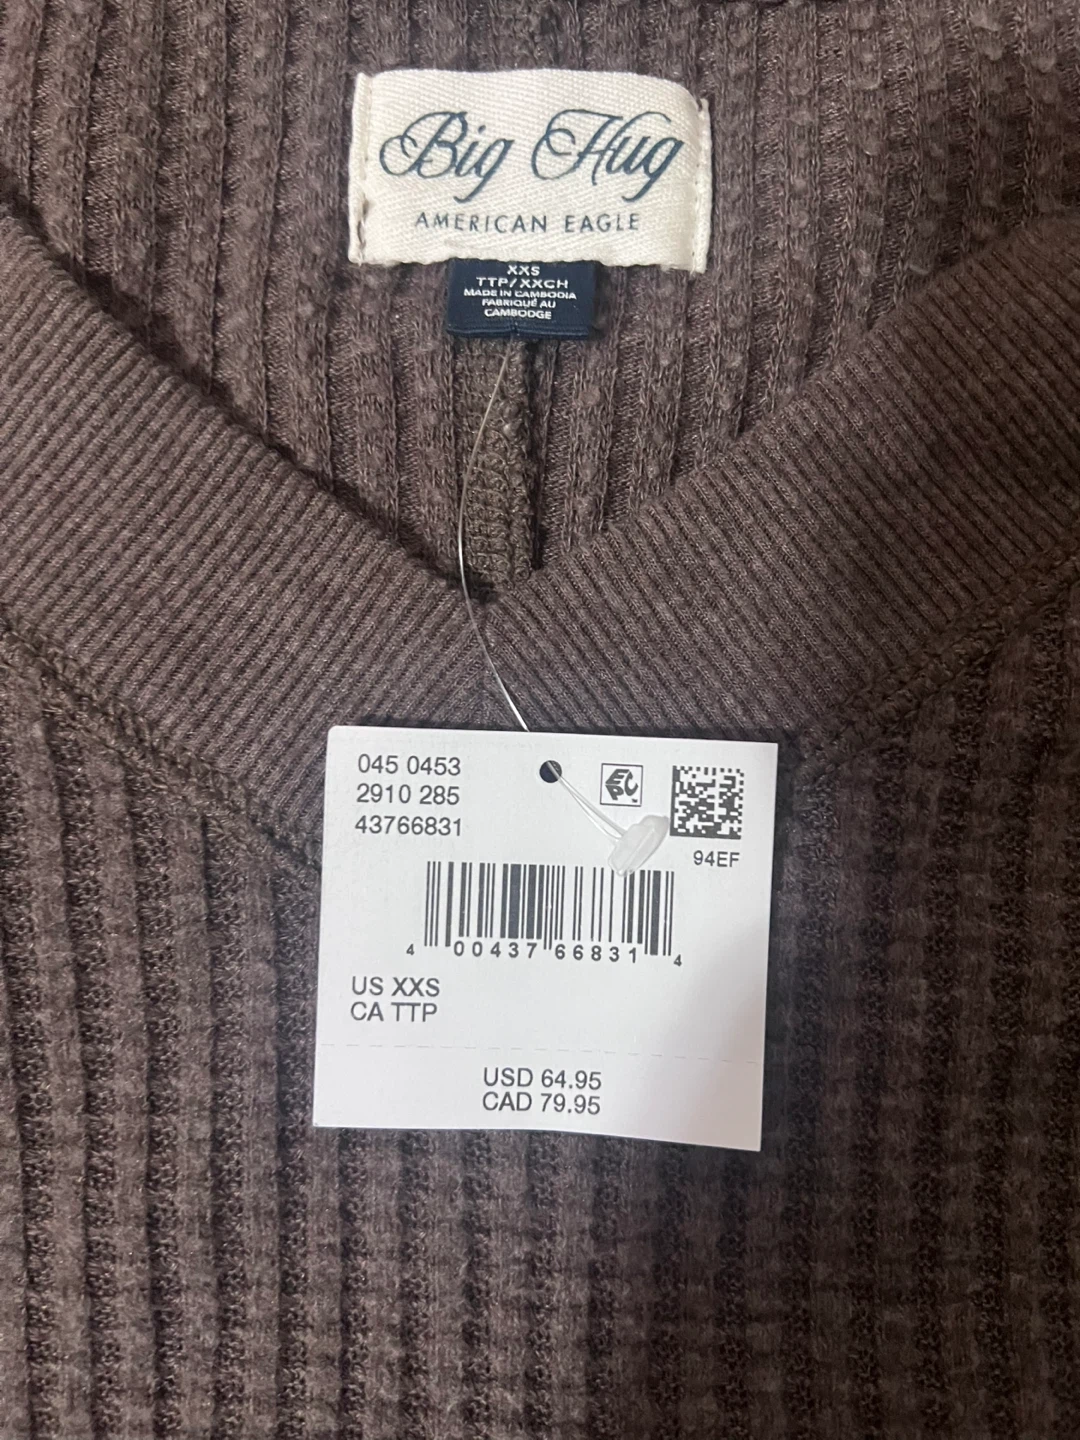 Big Hug
AMERICAN EAGLE
XXS
TTP/XXCH
MADE IN CAMBODIA
FABRIQUÉ AU
CAMBODGE
045 0453
2910 285
43766831
EPC
94EF
4 00437 66831 4
US XXS
CA TTP
USD 64.95
CAD 79.95